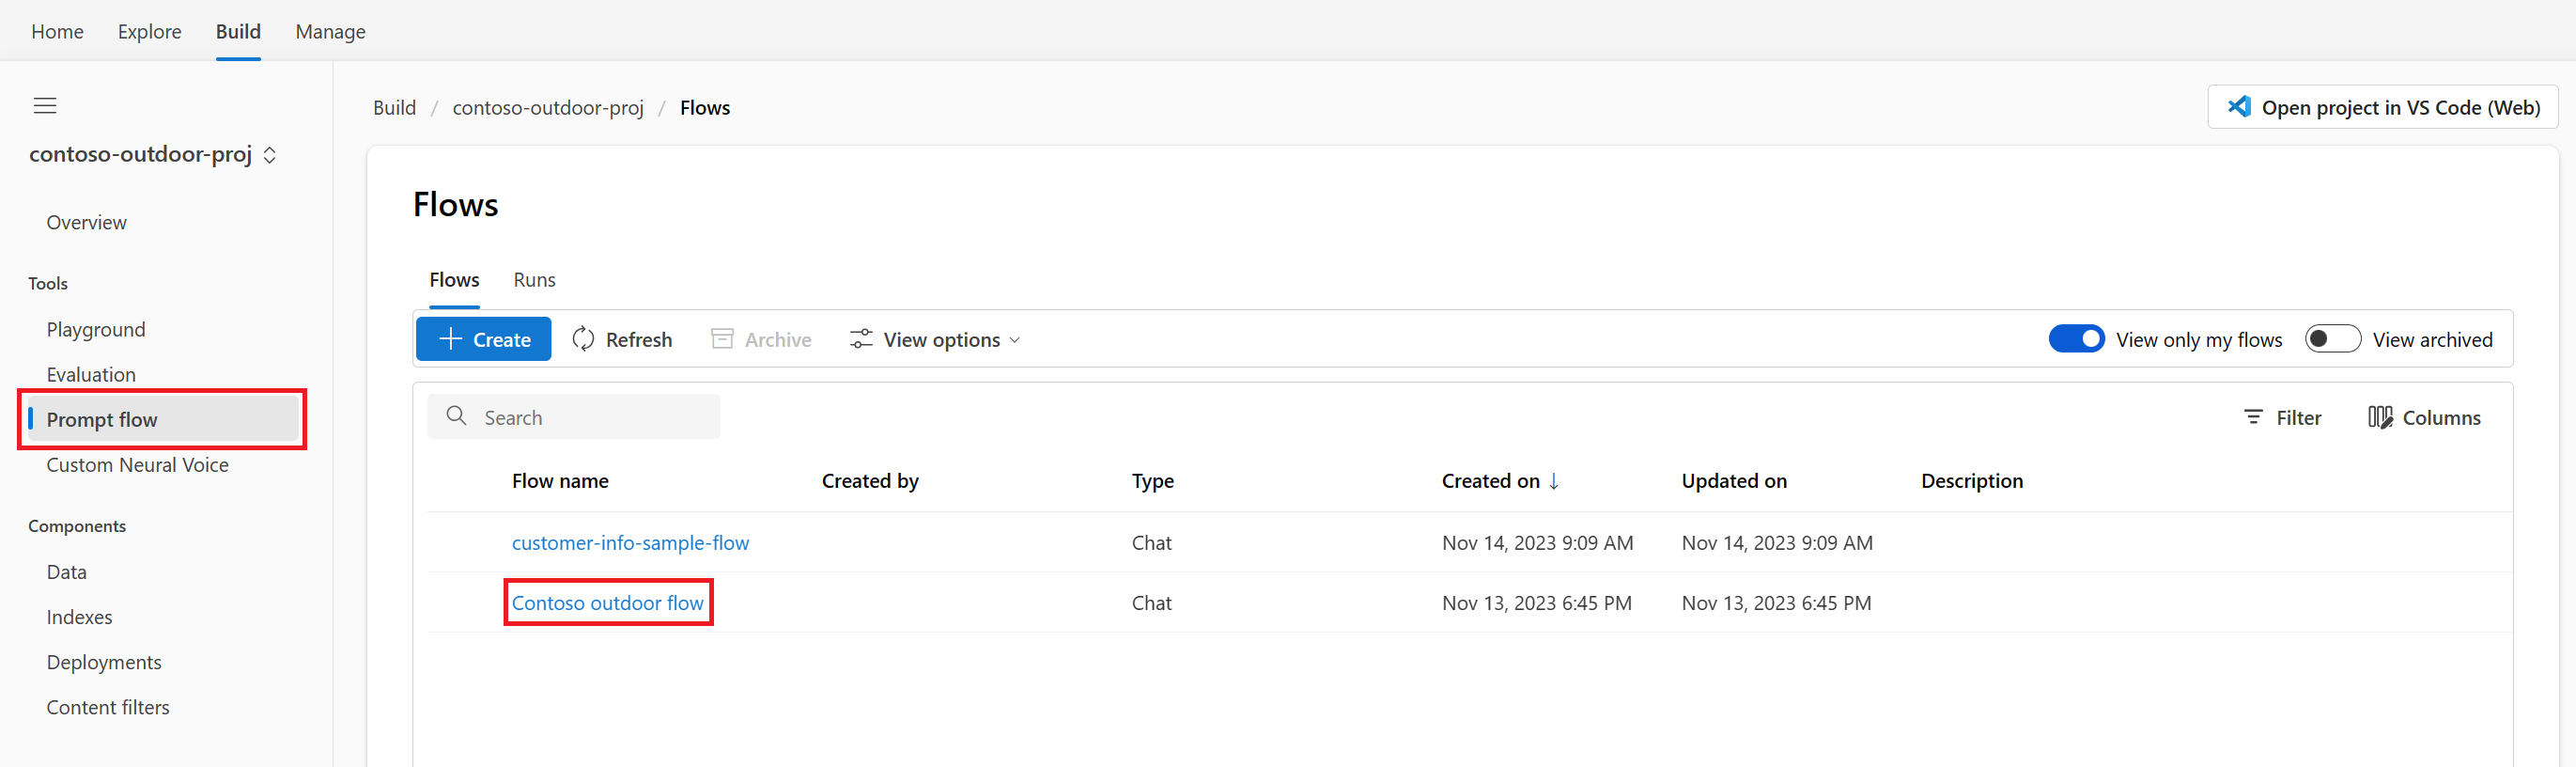 Home Explore Build Manage
Build / contoso-outdoor-proj / Flows
Open project in VS Code (Web)
contoso-outdoor-proj
Overview
Tools
Playground
Evaluation
Prompt flow
Custom Neural Voice
Components
Data
Indexes
Deployments
Content filters
Flows
Flows Runs
Create Refresh Archive View options View only my flows View archived
Search Filter Columns
Flow name Created by Type Created on ↓ Updated on Description
customer-info-sample-flow Chat Nov 14, 2023 9:09 AM Nov 14, 2023 9:09 AM
Contoso outdoor flow Chat Nov 13, 2023 6:45 PM Nov 13, 2023 6:45 PM